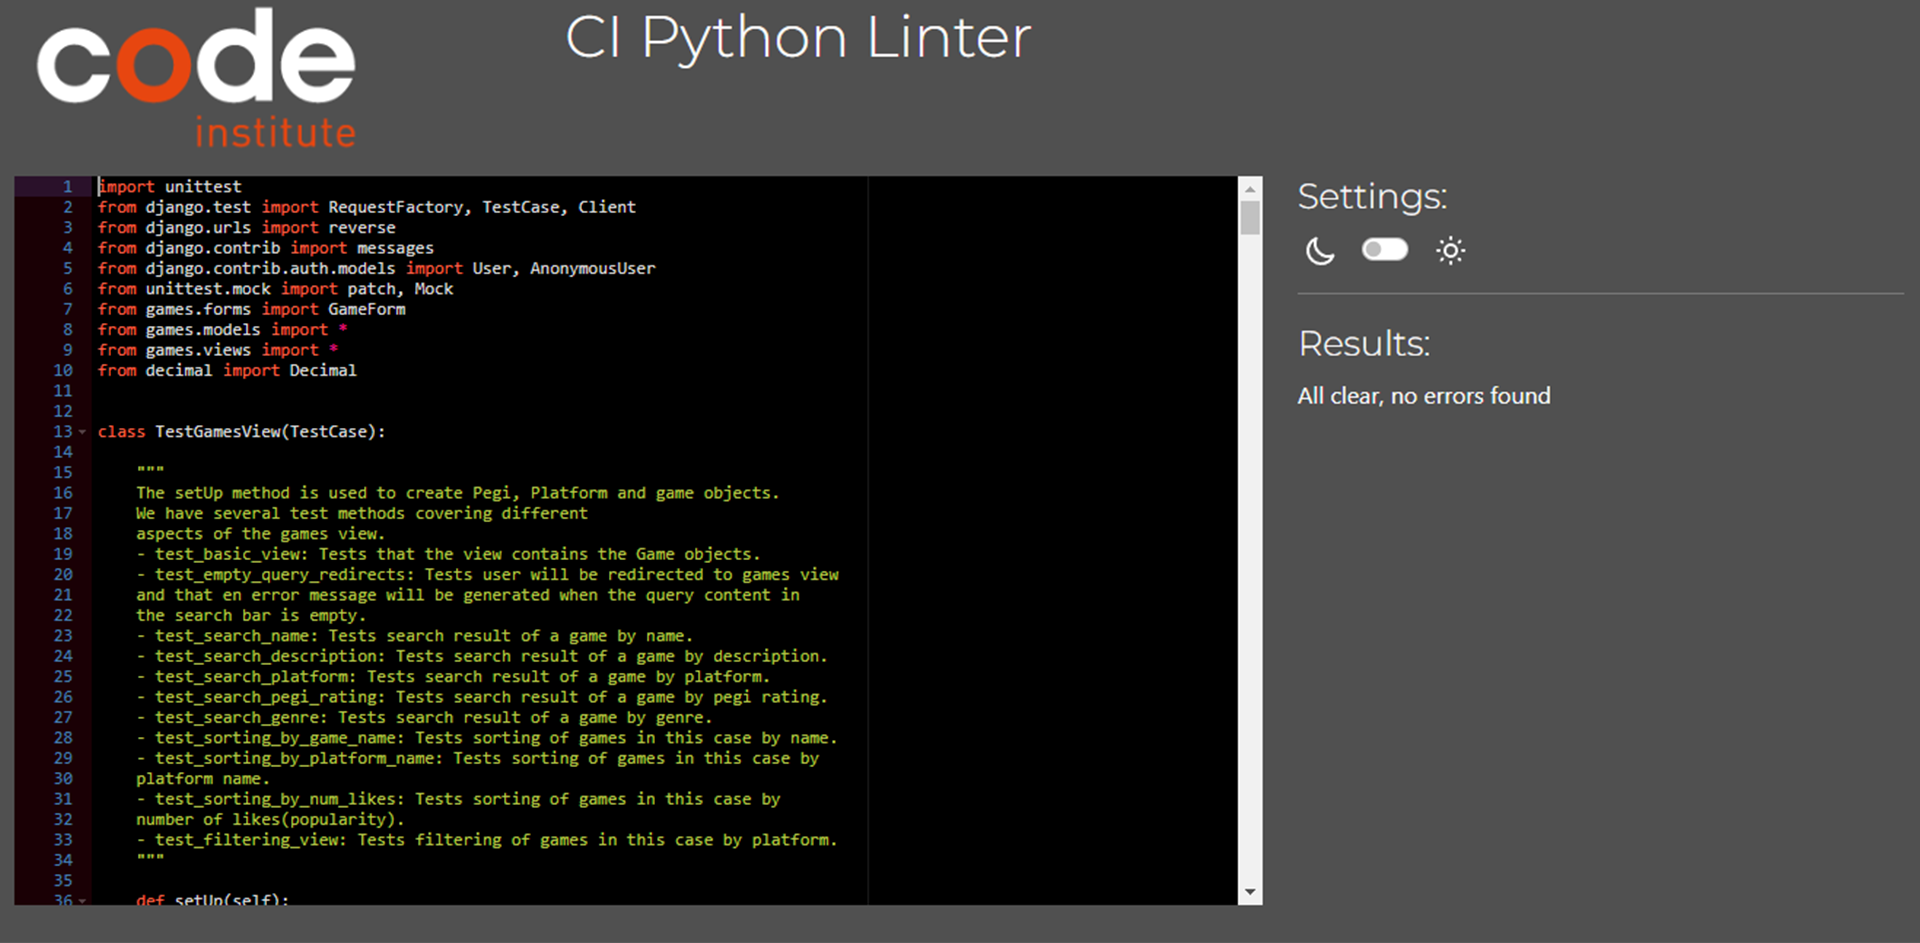 code
institute
CI Python Linter
1 import unittest
2 from django.test import RequestFactory, TestCase, Client
3 from django.urls import reverse
4 from django.contrib import messages
5 from django.contrib.auth.models import User, AnonymousUser
6 from unittest.mock import patch, Mock
7 from games.forms import GameForm
8 from games.models import *
9 from games.views import *
10 from decimal import Decimal
11
12
13 class TestGamesView(TestCase):
14
15     """
16     The setUp method is used to create Pegi, Platform and game objects.
17     We have several test methods covering different
18     aspects of the games view.
19     - test_basic_view: Tests that the view contains the Game objects.
20     - test_empty_query_redirects: Tests user will be redirected to games view
21     and that en error message will be generated when the query content in
22     the search bar is empty.
23     - test_search_name: Tests search result of a game by name.
24     - test_search_description: Tests search result of a game by description.
25     - test_search_platform: Tests search result of a game by platform.
26     - test_search_pegi_rating: Tests search result of a game by pegi rating.
27     - test_search_genre: Tests search result of a game by genre.
28     - test_sorting_by_game_name: Tests sorting of games in this case by name.
29     - test_sorting_by_platform_name: Tests sorting of games in this case by
30     platform name.
31     - test_sorting_by_num_likes: Tests sorting of games in this case by
32     number of likes(popularity).
33     - test_filtering_view: Tests filtering of games in this case by platform.
34     """
35
36     def setUp(self):
Settings:
Results:
All clear, no errors found